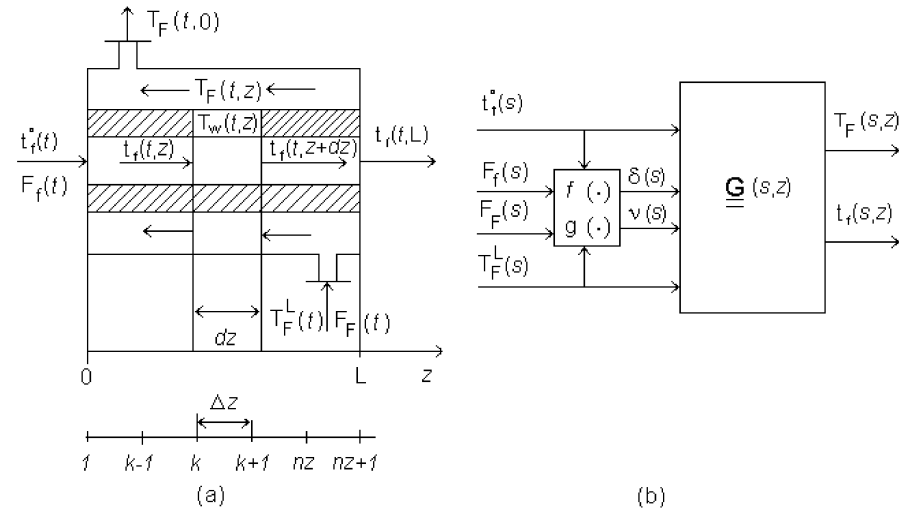 T_F(t,0)
T_F(t,z)
T_w(t,z)
t_f°(t)
t_f(t,z)
t_f(t,z+dz)
t_f(t,L)
F_f(t)
T_F^L(t)
F_F(t)
dz
0
L
z
Δz
1
k-1
k
k+1
nz
nz+1
(a)
t_f°(s)
F_f(s)
F_F(s)
T_F^L(s)
f (·)
g (·)
δ(s)
ν(s)
G (s,z)
T_F(s,z)
t_f(s,z)
(b)